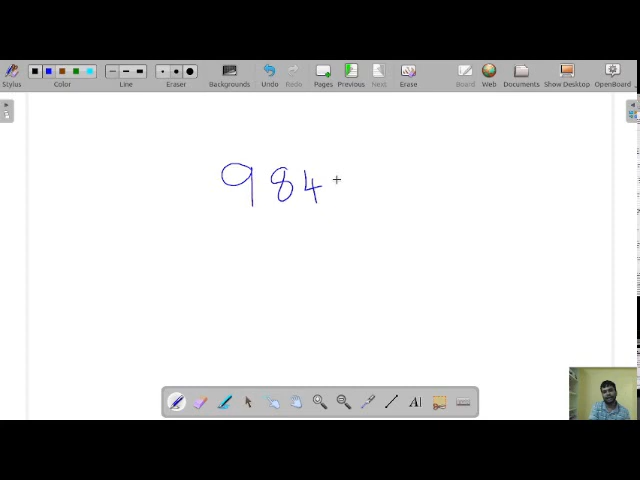 Stylus Color Line Eraser Backgrounds Undo Redo Pages Previous Next Erase Board Web Documents Show Desktop OpenBoard
984
A